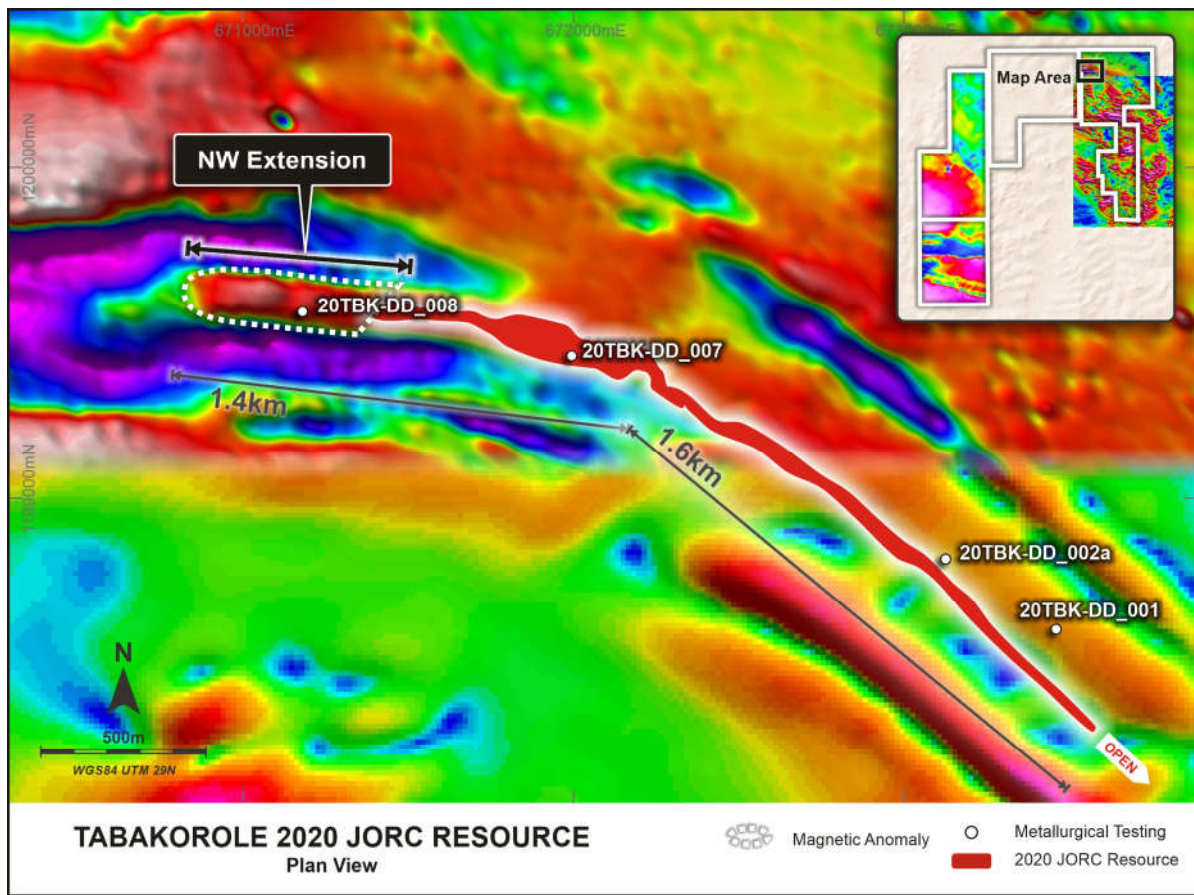 671000mE
672000mE
Map Area
1200000mN
NW Extension
20TBK-DD_008
20TBK-DD_007
1.4km
1.6km
1199000mN
20TBK-DD_002a
20TBK-DD_001
N
500m
WGS84 UTM 29N
OPEN
TABAKOROLE 2020 JORC RESOURCE
Plan View
Magnetic Anomaly
Metallurgical Testing
2020 JORC Resource